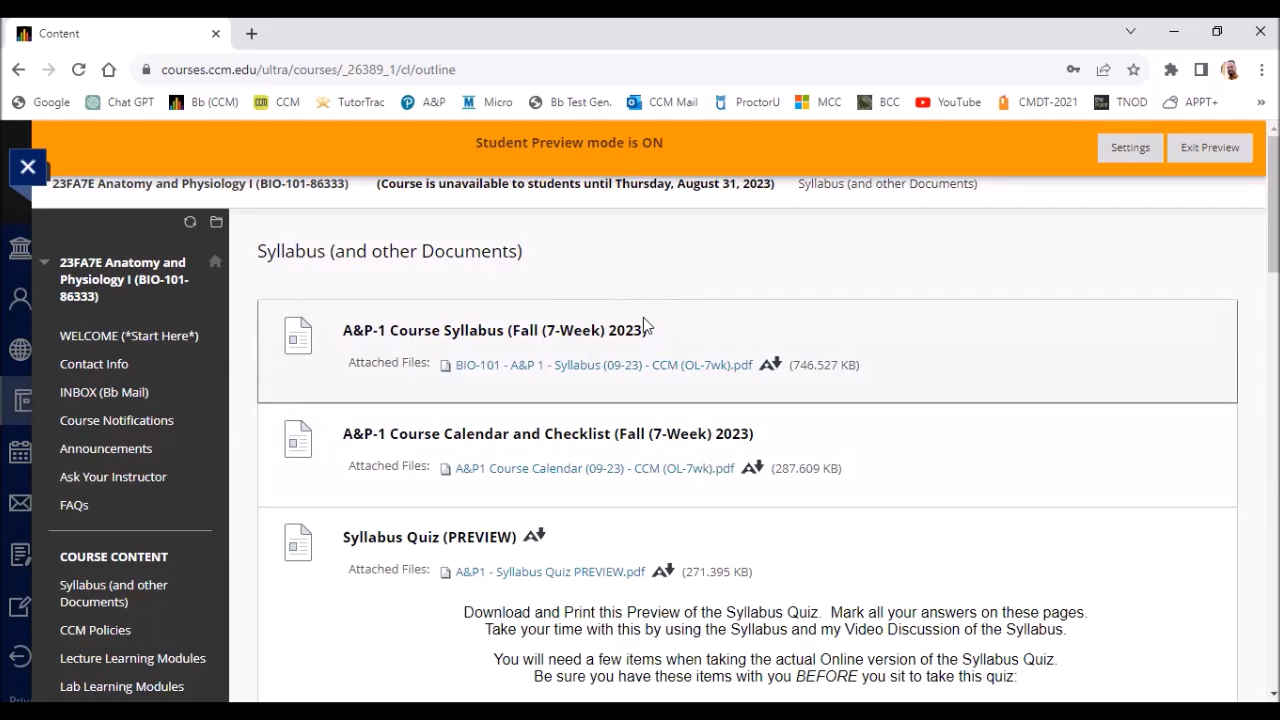 Content
courses.ccm.edu/ultra/courses/_26389_1/cl/outline
Google Chat GPT Bb (CCM) CCM TutorTrac A&P Micro Bb Test Gen. CCM Mail ProctorU MCC BCC YouTube CMDT-2021 TNOD APPT+ »
Student Preview mode is ON
Settings Exit Preview
23FA7E Anatomy and Physiology I (BIO-101-86333) (Course is unavailable to students until Thursday, August 31, 2023) Syllabus (and other Documents)
23FA7E Anatomy and
Physiology I (BIO-101-
86333)
WELCOME (*Start Here*)
Contact Info
INBOX (Bb Mail)
Course Notifications
Announcements
Ask Your Instructor
FAQs
COURSE CONTENT
Syllabus (and other
Documents)
CCM Policies
Lecture Learning Modules
Lab Learning Modules
Syllabus (and other Documents)
A&P-1 Course Syllabus (Fall (7-Week) 2023)
Attached Files: BIO-101 - A&P 1 - Syllabus (09-23) - CCM (OL-7wk).pdf (746.527 KB)
A&P-1 Course Calendar and Checklist (Fall (7-Week) 2023)
Attached Files: A&P1 Course Calendar (09-23) - CCM (OL-7wk).pdf (287.609 KB)
Syllabus Quiz (PREVIEW)
Attached Files: A&P1 - Syllabus Quiz PREVIEW.pdf (271.395 KB)
Download and Print this Preview of the Syllabus Quiz. Mark all your answers on these pages.
Take your time with this by using the Syllabus and my Video Discussion of the Syllabus.
You will need a few items when taking the actual Online version of the Syllabus Quiz.
Be sure you have these items with you BEFORE you sit to take this quiz: